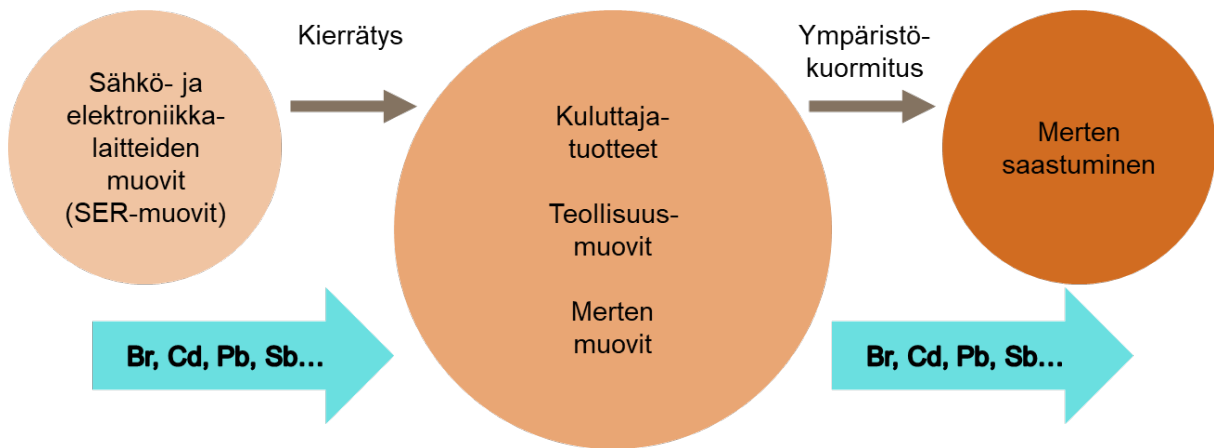 Sähkö- ja
elektroniikka-
laitteiden
muovit
(SER-muovit)
Kierrätys
Kuluttaja-
tuotteet
Teollisuus-
muovit
Merten
muovit
Ympäristö-
kuormitus
Merten
saastuminen
Br, Cd, Pb, Sb...
Br, Cd, Pb, Sb...